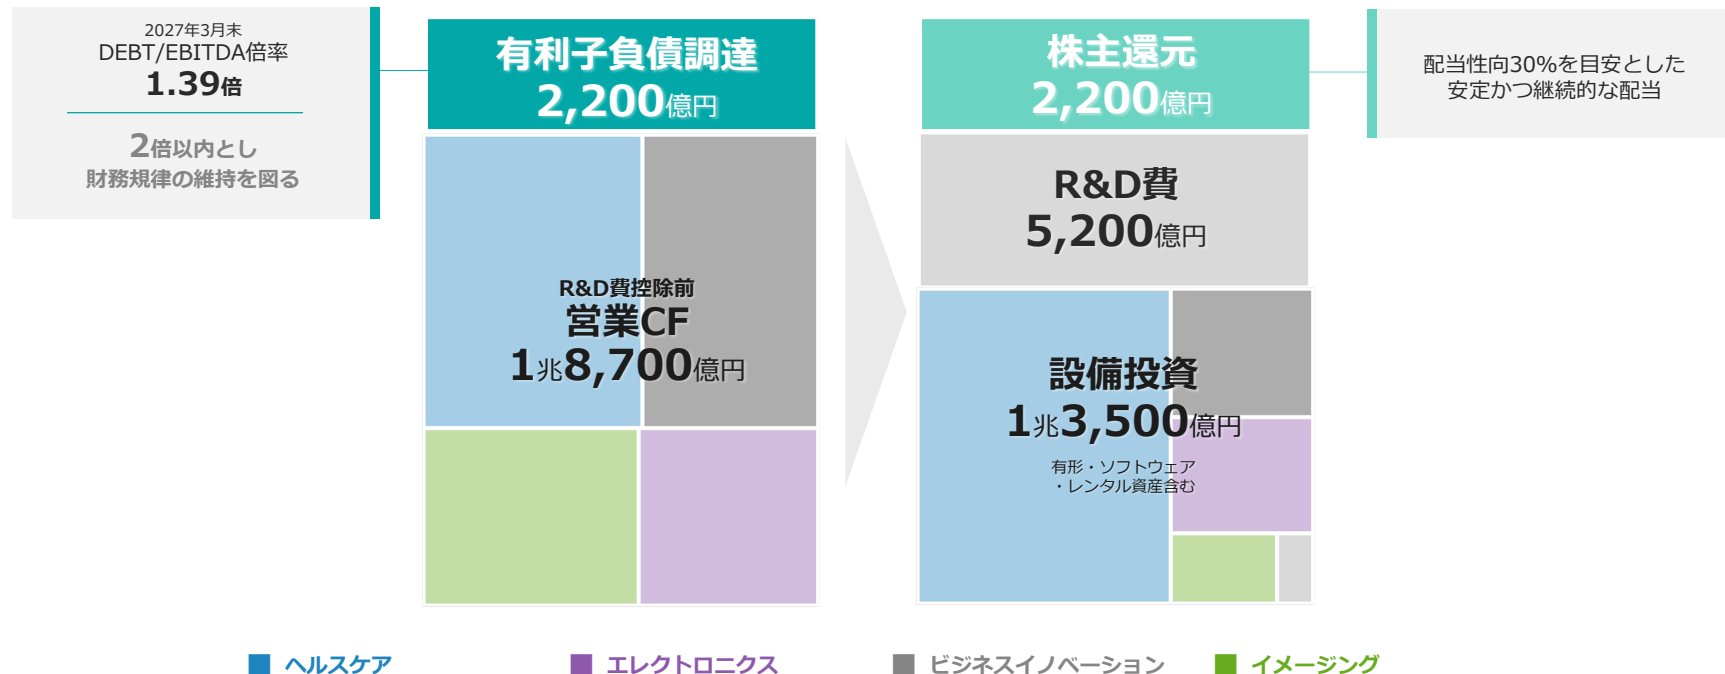 2027年3月末
DEBT/EBITDA倍率
1.39倍
2倍以内とし
財務規律の維持を図る
有利子負債調達
2,200億円
R&D費控除前
営業CF
1兆8,700億円
株主還元
2,200億円
配当性向30%を目安とした
安定かつ継続的な配当
R&D費
5,200億円
設備投資
1兆3,500億円
有形・ソフトウェア
・レンタル資産含む
ヘルスケア
エレクトロニクス
ビジネスイノベーション
イメージング